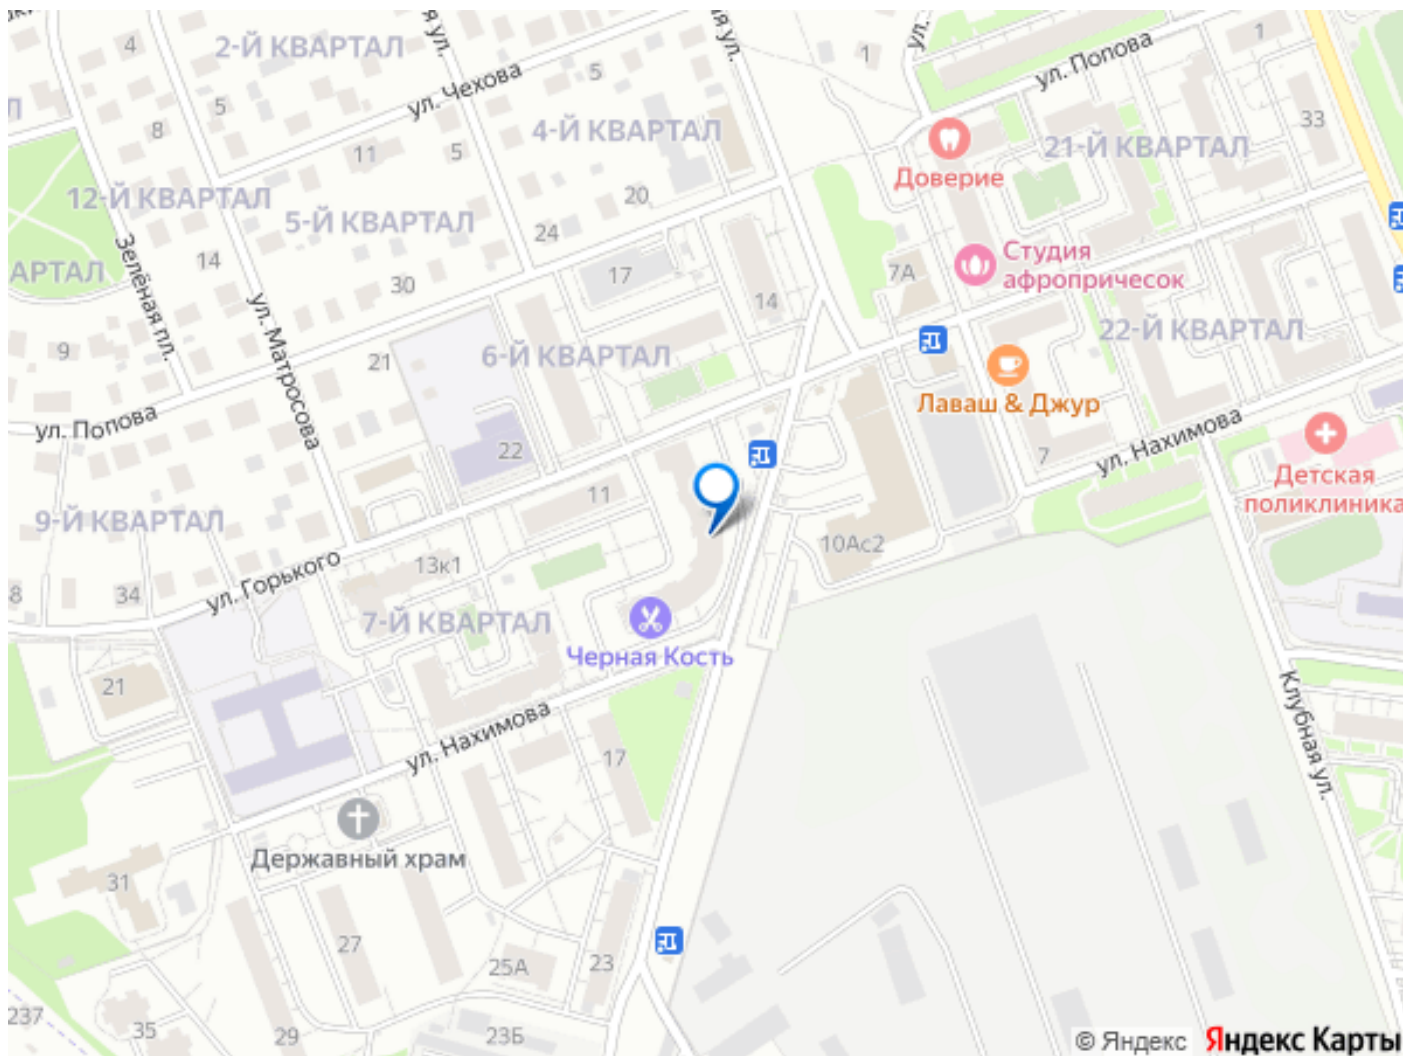 4
2-Й КВАРТАЛ
ул. Чехова
5
ул.
1
ул. Попова
1
33
5
8
11
5
4-Й КВАРТАЛ
21-Й КВАРТАЛ
Доверие
12-Й КВАРТАЛ
20
5-Й КВАРТАЛ
24
14
АРТАЛ
Зелёная пл.
30
17
14
7А
Студия
афропричесок
ул. Матросова
9
21
6-Й КВАРТАЛ
22-Й КВАРТАЛ
Лаваш & Джур
ул. Попова
22
7
ул. Нахимова
Детская
поликлиника
9-Й КВАРТАЛ
11
10Ас2
13к1
ул. Горького
8
34
7-Й КВАРТАЛ
Черная Кость
21
ул. Нахимова
17
Клубная ул.
Державный храм
31
27
25А
23
237
35
29
23Б
© Яндекс
Яндекс Карты